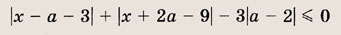 |x − a − 3| + |x + 2a − 9| − 3|a − 2| ⩽ 0